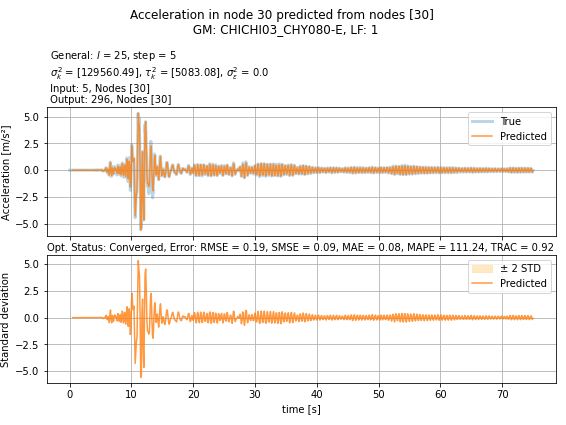 Acceleration in node 30 predicted from nodes [30]
GM: CHICHI03_CHY080-E, LF: 1
General: l = 25, step = 5
σ²ₖ = [129560.49], τ²ₖ = [5083.08], σ²ε = 0.0
Input: 5, Nodes [30]
Output: 296, Nodes [30]
Acceleration [m/s²]
5.0
2.5
0.0
−2.5
−5.0
True
Predicted
Opt. Status: Converged, Error: RMSE = 0.19, SMSE = 0.09, MAE = 0.08, MAPE = 111.24, TRAC = 0.92
Standard deviation
5.0
2.5
0.0
−2.5
−5.0
± 2 STD
Predicted
0 10 20 30 40 50 60 70
time [s]